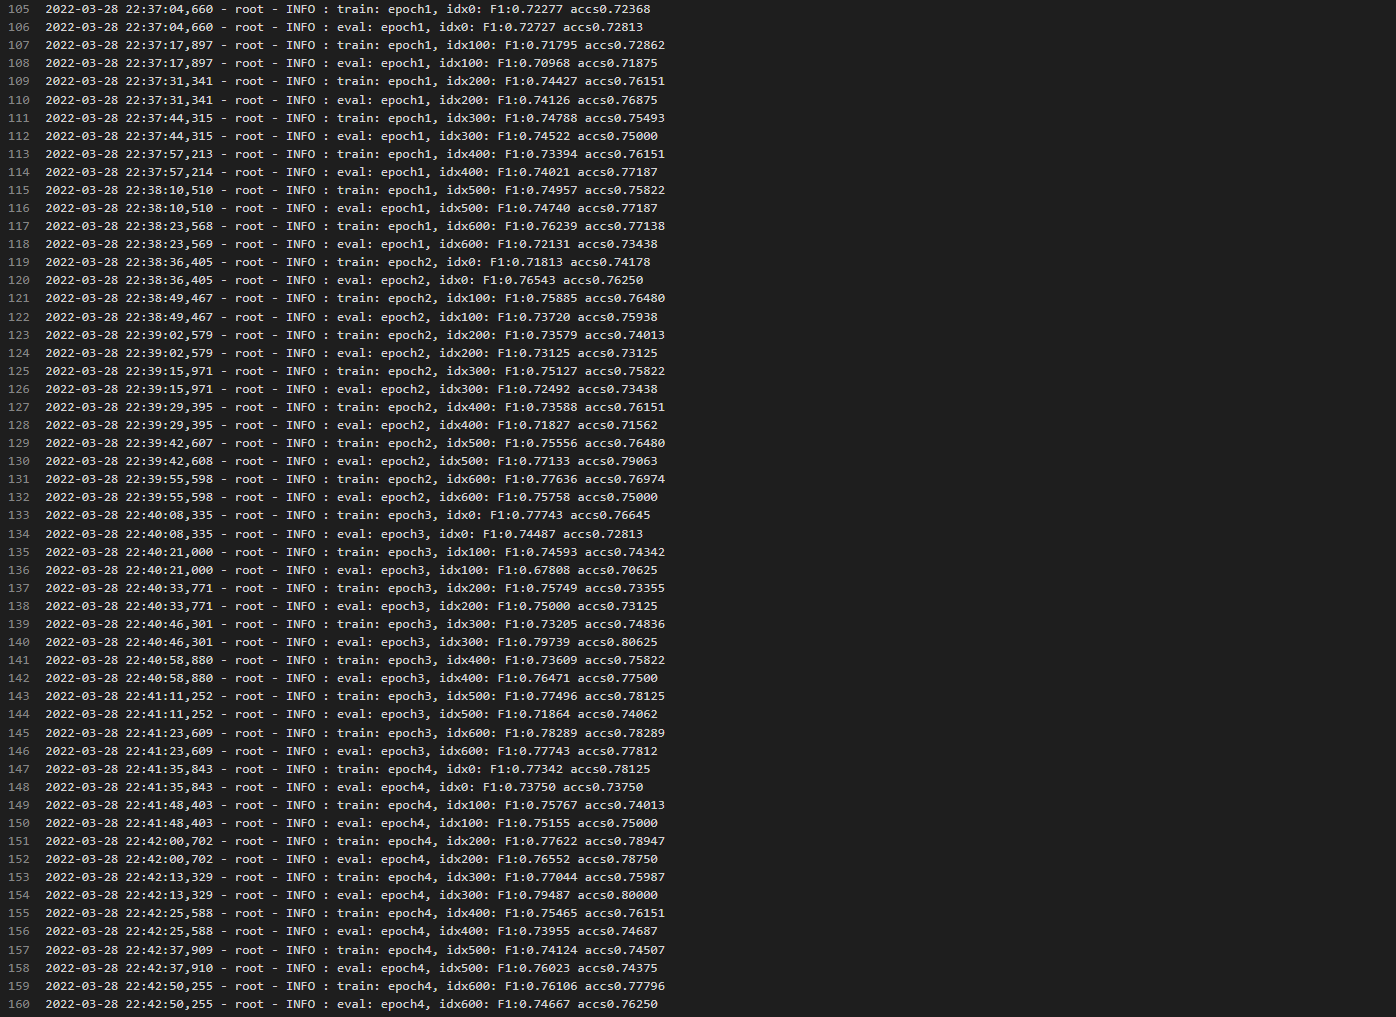 105 2022-03-28 22:37:04,660 - root - INFO : train: epoch1, idx0: F1:0.72277 accs0.72368
106 2022-03-28 22:37:04,660 - root - INFO : eval: epoch1, idx0: F1:0.72727 accs0.72813
107 2022-03-28 22:37:17,897 - root - INFO : train: epoch1, idx100: F1:0.71795 accs0.72862
108 2022-03-28 22:37:17,897 - root - INFO : eval: epoch1, idx100: F1:0.70968 accs0.71875
109 2022-03-28 22:37:31,341 - root - INFO : train: epoch1, idx200: F1:0.74427 accs0.76151
110 2022-03-28 22:37:31,341 - root - INFO : eval: epoch1, idx200: F1:0.74126 accs0.76875
111 2022-03-28 22:37:44,315 - root - INFO : train: epoch1, idx300: F1:0.74788 accs0.75493
112 2022-03-28 22:37:44,315 - root - INFO : eval: epoch1, idx300: F1:0.74522 accs0.75000
113 2022-03-28 22:37:57,213 - root - INFO : train: epoch1, idx400: F1:0.73394 accs0.76151
114 2022-03-28 22:37:57,214 - root - INFO : eval: epoch1, idx400: F1:0.74021 accs0.77187
115 2022-03-28 22:38:10,510 - root - INFO : train: epoch1, idx500: F1:0.74957 accs0.75822
116 2022-03-28 22:38:10,510 - root - INFO : eval: epoch1, idx500: F1:0.74740 accs0.77187
117 2022-03-28 22:38:23,568 - root - INFO : train: epoch1, idx600: F1:0.76239 accs0.77138
118 2022-03-28 22:38:23,569 - root - INFO : eval: epoch1, idx600: F1:0.72131 accs0.73438
119 2022-03-28 22:38:36,405 - root - INFO : train: epoch2, idx0: F1:0.71813 accs0.74178
120 2022-03-28 22:38:36,405 - root - INFO : eval: epoch2, idx0: F1:0.76543 accs0.76250
121 2022-03-28 22:38:49,467 - root - INFO : train: epoch2, idx100: F1:0.75885 accs0.76480
122 2022-03-28 22:38:49,467 - root - INFO : eval: epoch2, idx100: F1:0.73720 accs0.75938
123 2022-03-28 22:39:02,579 - root - INFO : train: epoch2, idx200: F1:0.73579 accs0.74013
124 2022-03-28 22:39:02,579 - root - INFO : eval: epoch2, idx200: F1:0.73125 accs0.73125
125 2022-03-28 22:39:15,971 - root - INFO : train: epoch2, idx300: F1:0.75127 accs0.75822
126 2022-03-28 22:39:15,971 - root - INFO : eval: epoch2, idx300: F1:0.72492 accs0.73438
127 2022-03-28 22:39:29,395 - root - INFO : train: epoch2, idx400: F1:0.73588 accs0.76151
128 2022-03-28 22:39:29,395 - root - INFO : eval: epoch2, idx400: F1:0.71827 accs0.71562
129 2022-03-28 22:39:42,607 - root - INFO : train: epoch2, idx500: F1:0.75556 accs0.76480
130 2022-03-28 22:39:42,608 - root - INFO : eval: epoch2, idx500: F1:0.77133 accs0.79063
131 2022-03-28 22:39:55,598 - root - INFO : train: epoch2, idx600: F1:0.77636 accs0.76974
132 2022-03-28 22:39:55,598 - root - INFO : eval: epoch2, idx600: F1:0.75758 accs0.75000
133 2022-03-28 22:40:08,335 - root - INFO : train: epoch3, idx0: F1:0.77743 accs0.76645
134 2022-03-28 22:40:08,335 - root - INFO : eval: epoch3, idx0: F1:0.74487 accs0.72813
135 2022-03-28 22:40:21,000 - root - INFO : train: epoch3, idx100: F1:0.74593 accs0.74342
136 2022-03-28 22:40:21,000 - root - INFO : eval: epoch3, idx100: F1:0.67808 accs0.70625
137 2022-03-28 22:40:33,771 - root - INFO : train: epoch3, idx200: F1:0.75749 accs0.73355
138 2022-03-28 22:40:33,771 - root - INFO : eval: epoch3, idx200: F1:0.75000 accs0.73125
139 2022-03-28 22:40:46,301 - root - INFO : train: epoch3, idx300: F1:0.73205 accs0.74836
140 2022-03-28 22:40:46,301 - root - INFO : eval: epoch3, idx300: F1:0.79739 accs0.80625
141 2022-03-28 22:40:58,880 - root - INFO : train: epoch3, idx400: F1:0.73609 accs0.75822
142 2022-03-28 22:40:58,880 - root - INFO : eval: epoch3, idx400: F1:0.76471 accs0.77500
143 2022-03-28 22:41:11,252 - root - INFO : train: epoch3, idx500: F1:0.77496 accs0.78125
144 2022-03-28 22:41:11,252 - root - INFO : eval: epoch3, idx500: F1:0.71864 accs0.74062
145 2022-03-28 22:41:23,609 - root - INFO : train: epoch3, idx600: F1:0.78289 accs0.78289
146 2022-03-28 22:41:23,609 - root - INFO : eval: epoch3, idx600: F1:0.77743 accs0.77812
147 2022-03-28 22:41:35,843 - root - INFO : train: epoch4, idx0: F1:0.77342 accs0.78125
148 2022-03-28 22:41:35,843 - root - INFO : eval: epoch4, idx0: F1:0.73750 accs0.73750
149 2022-03-28 22:41:48,403 - root - INFO : train: epoch4, idx100: F1:0.75767 accs0.74013
150 2022-03-28 22:41:48,403 - root - INFO : eval: epoch4, idx100: F1:0.75155 accs0.75000
151 2022-03-28 22:42:00,702 - root - INFO : train: epoch4, idx200: F1:0.77622 accs0.78947
152 2022-03-28 22:42:00,702 - root - INFO : eval: epoch4, idx200: F1:0.76552 accs0.78750
153 2022-03-28 22:42:13,329 - root - INFO : train: epoch4, idx300: F1:0.77044 accs0.75987
154 2022-03-28 22:42:13,329 - root - INFO : eval: epoch4, idx300: F1:0.79487 accs0.80000
155 2022-03-28 22:42:25,588 - root - INFO : train: epoch4, idx400: F1:0.75465 accs0.76151
156 2022-03-28 22:42:25,588 - root - INFO : eval: epoch4, idx400: F1:0.73955 accs0.74687
157 2022-03-28 22:42:37,909 - root - INFO : train: epoch4, idx500: F1:0.74124 accs0.74507
158 2022-03-28 22:42:37,910 - root - INFO : eval: epoch4, idx500: F1:0.76023 accs0.74375
159 2022-03-28 22:42:50,255 - root - INFO : train: epoch4, idx600: F1:0.76106 accs0.77796
160 2022-03-28 22:42:50,255 - root - INFO : eval: epoch4, idx600: F1:0.74667 accs0.76250